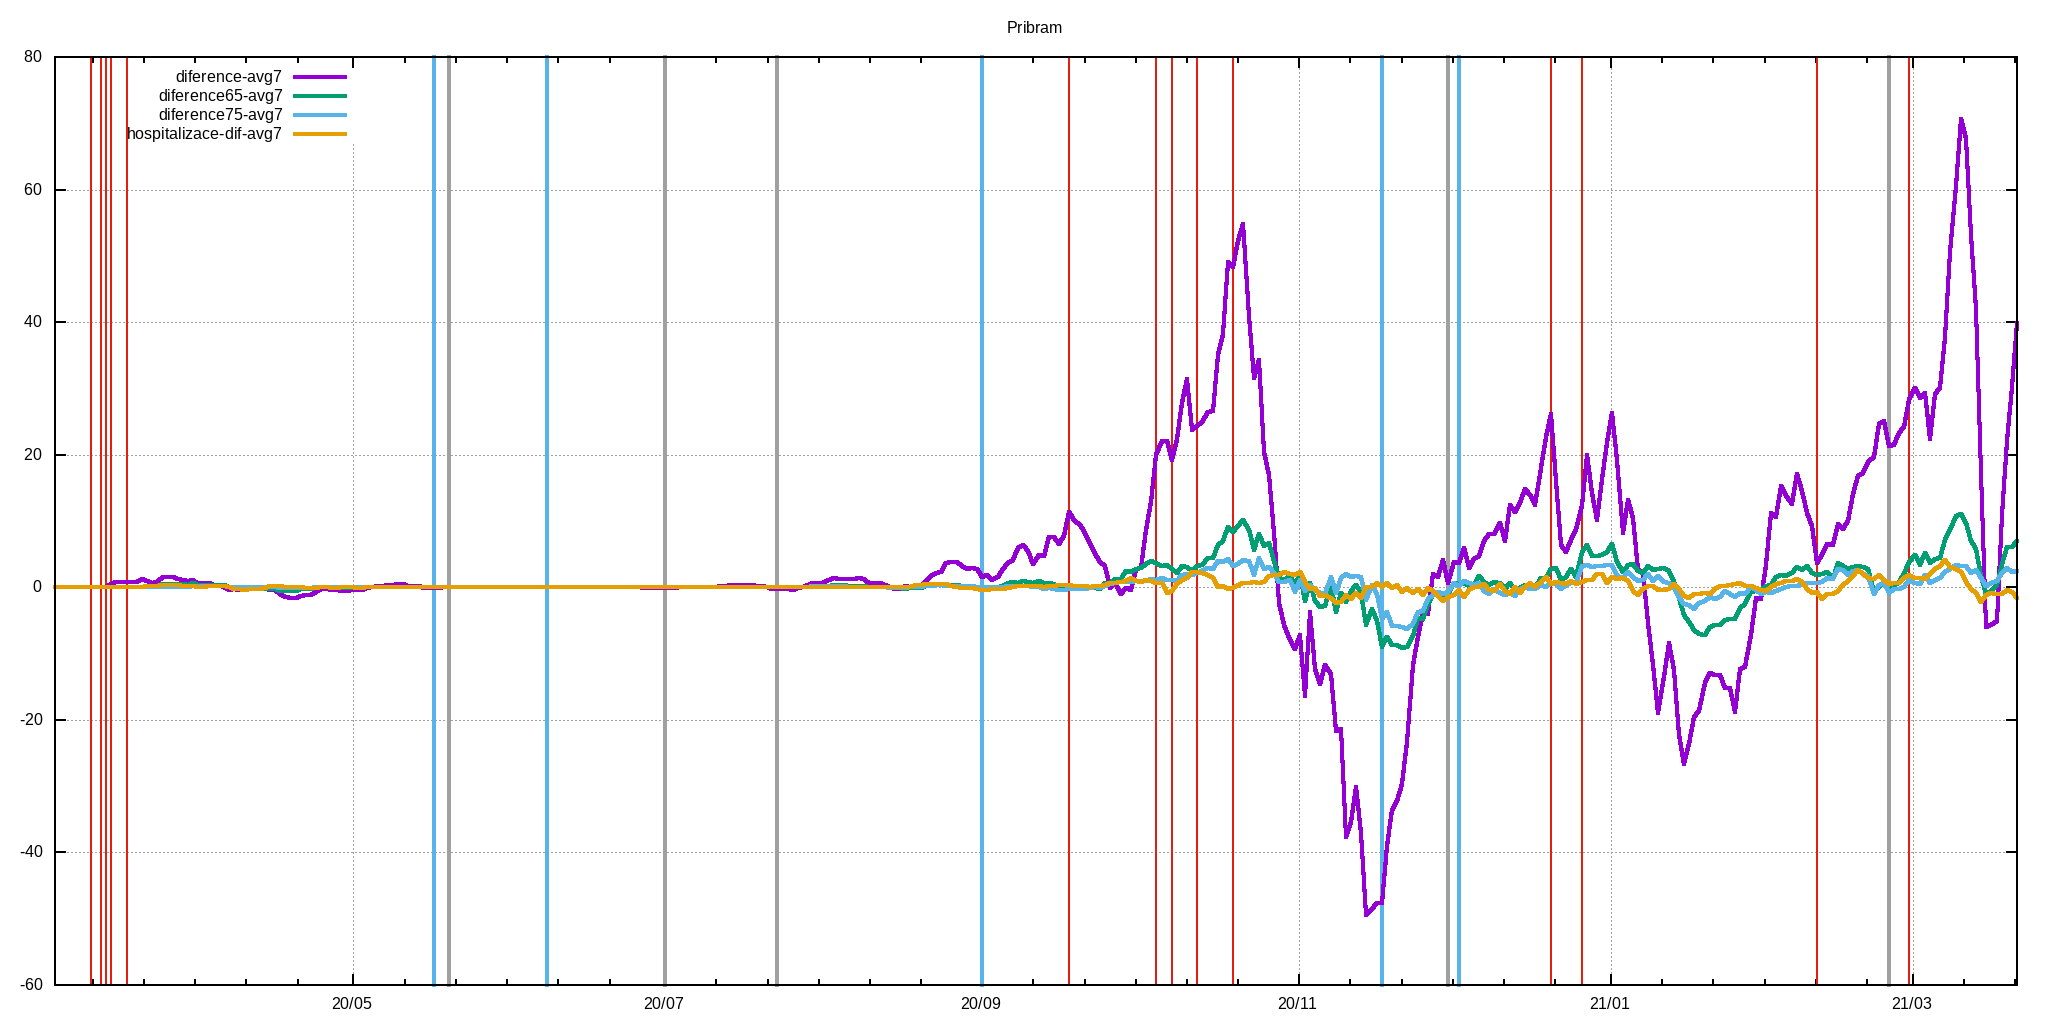 Pribram
80
diference-avg7
diference65-avg7
diference75-avg7
hospitalizace-dif-avg7
60
40
20
0
-20
-40
-60
20/05
20/07
20/09
20/11
21/01
21/03